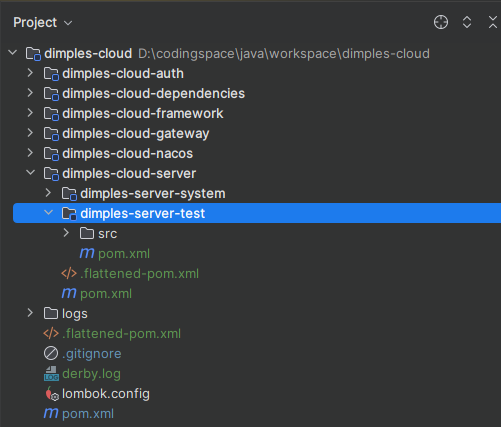 Project
dimples-cloud D:\codingspace\java\workspace\dimples-cloud
dimples-cloud-auth
dimples-cloud-dependencies
dimples-cloud-framework
dimples-cloud-gateway
dimples-cloud-nacos
dimples-cloud-server
dimples-server-system
dimples-server-test
src
m pom.xml
</> .flattened-pom.xml
m pom.xml
logs
</> .flattened-pom.xml
.gitignore
LOG derby.log
lombok.config
m pom.xml